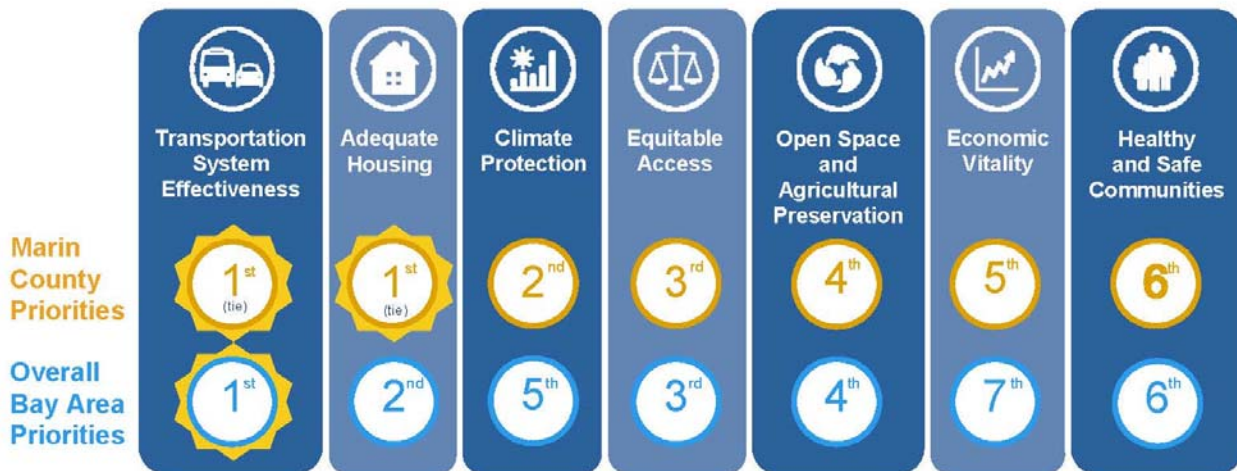 Transportation
System
Effectiveness
Adequate
Housing
Climate
Protection
Equitable
Access
Open Space
and
Agricultural
Preservation
Economic
Vitality
Healthy
and Safe
Communities
Marin
County
Priorities
1st
(tie)
1st
(tie)
2nd
3rd
4th
5th
6th
Overall
Bay Area
Priorities
1st
2nd
5th
3rd
4th
7th
6th